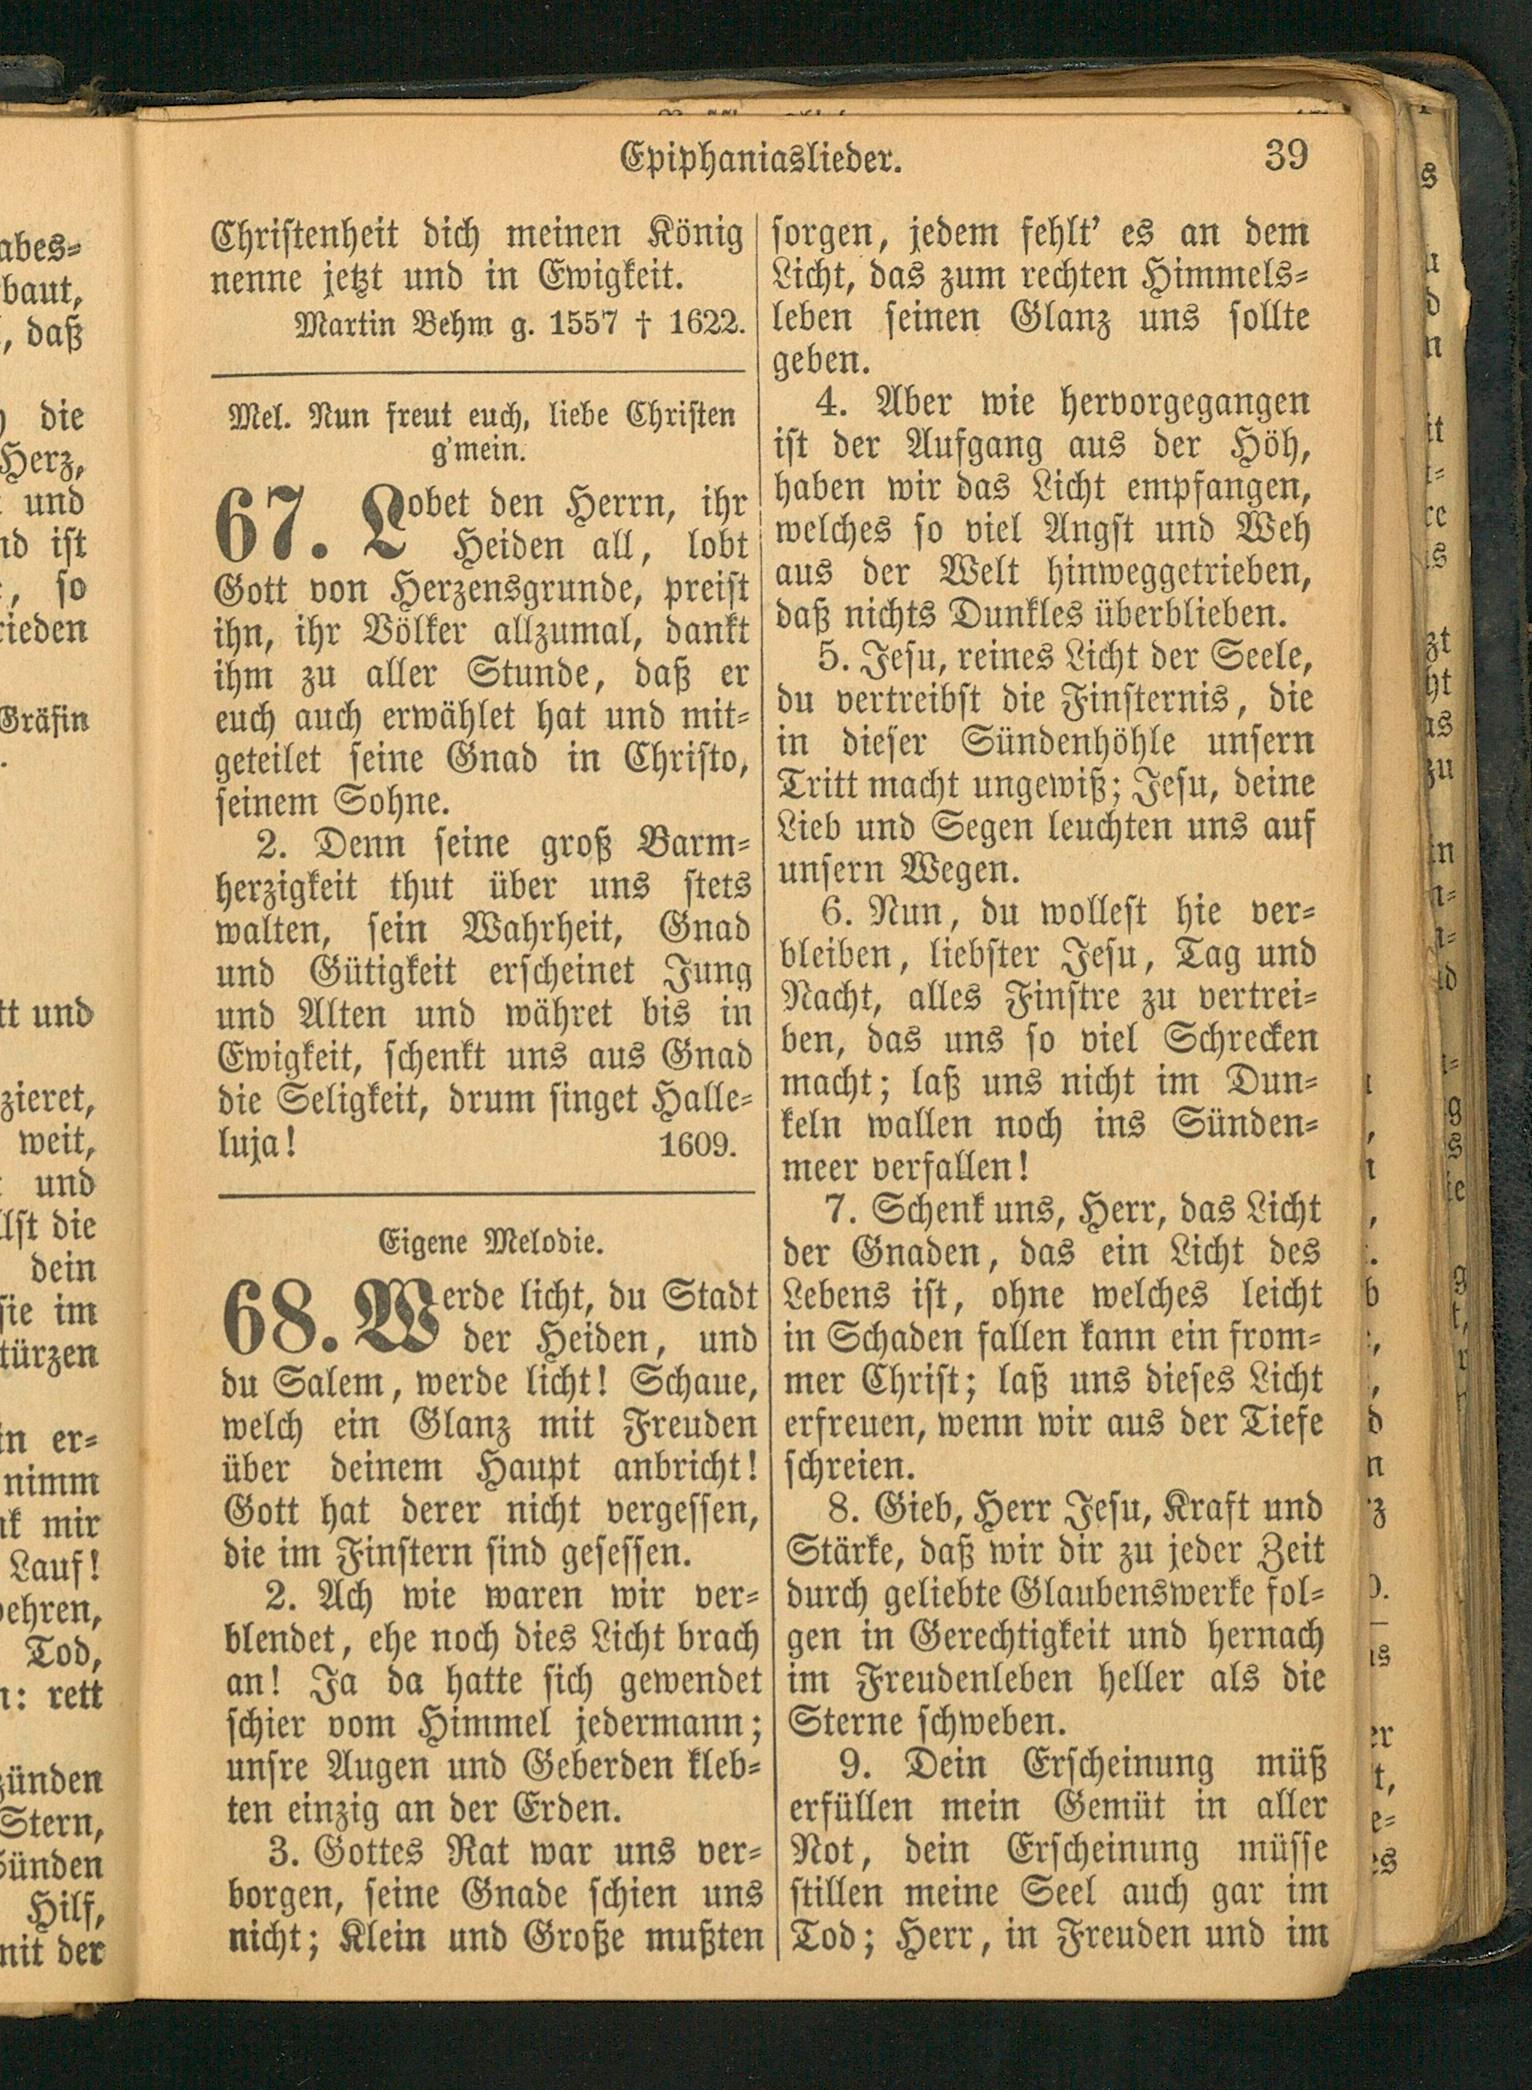 Epiphaniaslieder. 39
Christenheit dich meinen König
nenne jetzt und in Ewigkeit.
Martin Behm g. 1557 † 1622.
Mel. Nun freut euch, liebe Christen
g'mein.
67. Lobet den Herrn, ihr
Heiden all, lobt
Gott von Herzensgrunde, preist
ihn, ihr Völker allzumal, dankt
ihm zu aller Stunde, daß er
euch auch erwählet hat und mit-
geteilet seine Gnad in Christo,
seinem Sohne.
2. Denn seine groß Barm-
herzigkeit thut über uns stets
walten, sein Wahrheit, Gnad
und Gütigkeit erscheinet Jung
und Alten und währet bis in
Ewigkeit, schenkt uns aus Gnad
die Seligkeit, drum singet Halle-
luja! 1609.
Eigene Melodie.
68. Werde licht, du Stadt
der Heiden, und
du Salem, werde licht! Schaue,
welch ein Glanz mit Freuden
über deinem Haupt anbricht!
Gott hat derer nicht vergessen,
die im Finstern sind gesessen.
2. Ach wie waren wir ver-
blendet, ehe noch dies Licht brach
an! Ja da hatte sich gewendet
schier vom Himmel jedermann;
unsre Augen und Geberden kleb-
ten einzig an der Erden.
3. Gottes Rat war uns ver-
borgen, seine Gnade schien uns
nicht; Klein und Große mußten
sorgen, jedem fehlt' es an dem
Licht, das zum rechten Himmels-
leben seinen Glanz uns sollte
geben.
4. Aber wie hervorgegangen
ist der Aufgang aus der Höh,
haben wir das Licht empfangen,
welches so viel Angst und Weh
aus der Welt hinweggetrieben,
daß nichts Dunkles überblieben.
5. Jesu, reines Licht der Seele,
du vertreibst die Finsternis, die
in dieser Sündenhöhle unsern
Tritt macht ungewiß; Jesu, deine
Lieb und Segen leuchten uns auf
unsern Wegen.
6. Nun, du wollest hie ver-
bleiben, liebster Jesu, Tag und
Nacht, alles Finstre zu vertrei-
ben, das uns so viel Schrecken
macht; laß uns nicht im Dun-
keln wallen noch ins Sünden-
meer verfallen!
7. Schenk uns, Herr, das Licht
der Gnaden, das ein Licht des
Lebens ist, ohne welches leicht
in Schaden fallen kann ein from-
mer Christ; laß uns dieses Licht
erfreuen, wenn wir aus der Tiefe
schreien.
8. Gieb, Herr Jesu, Kraft und
Stärke, daß wir dir zu jeder Zeit
durch geliebte Glaubenswerke fol-
gen in Gerechtigkeit und hernach
im Freudenleben heller als die
Sterne schweben.
9. Dein Erscheinung müß
erfüllen mein Gemüt in aller
Not, dein Erscheinung müsse
stillen meine Seel auch gar im
Tod; Herr, in Freuden und im